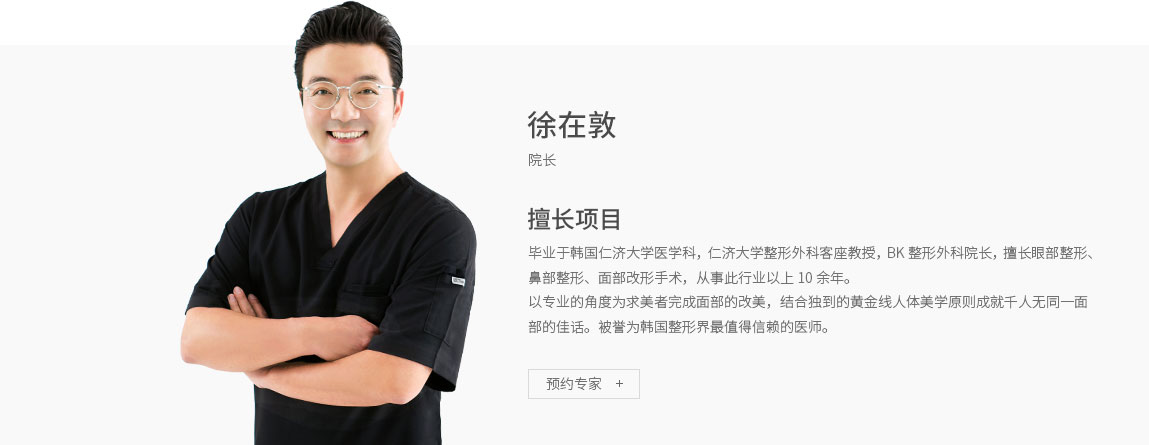 徐在敦
院长
擅长项目
毕业于韩国仁济大学医学科，仁济大学整形外科客座教授，BK 整形外科院长，擅长眼部整形、
鼻部整形、面部改形手术，从事此行业以上 10 余年。
以专业的角度为求美者完成面部的改美，结合独到的黄金线人体美学原则成就千人无同一面
部的佳话。被誉为韩国整形界最值得信赖的医师。
预约专家 +